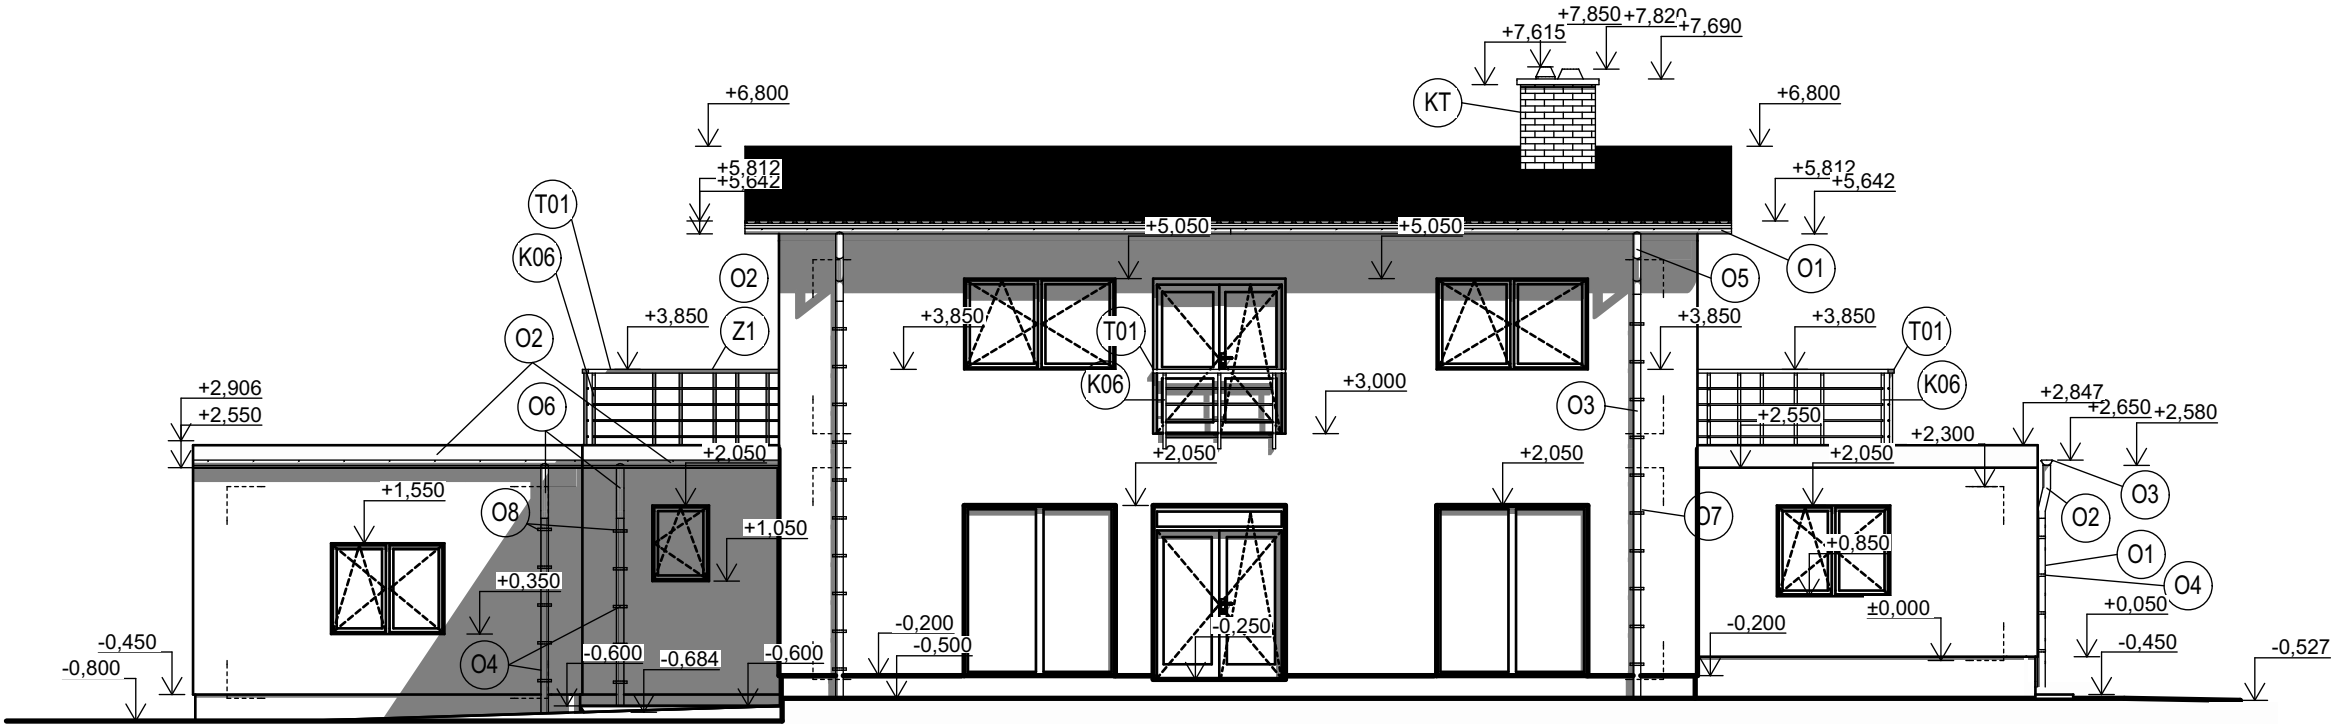 +7,850 +7,820
+7,690
+7,615
+6,800
KT
+6,800
+5,812
+5,642
+5,812
+5,642
T01
+5,050
+5,050
K06
O2
O5
O1
+3,850
Z1
+3,850
T01
+3,850
+3,850
T01
O2
+2,906
+2,550
O6
K06
+3,000
O3
+2,550
K06
+2,847
+2,650
+2,580
+2,300
+2,050
+2,050
+2,050
+2,050
+1,550
O8
O7
O3
O2
+1,050
+0,850
O1
+0,350
O4
±0,000
+0,050
-0,450
-0,800
O4
-0,600
-0,684
-0,600
-0,200
-0,500
-0,250
-0,200
-0,450
-0,527